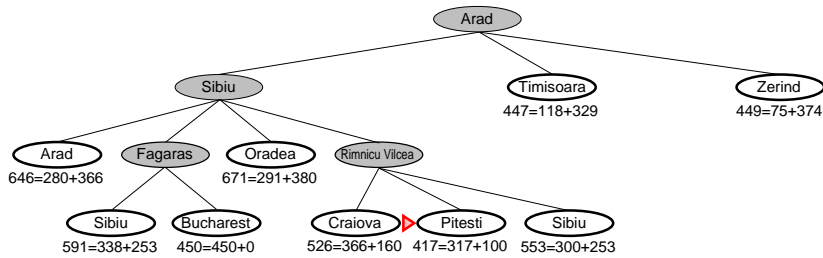 Arad
Sibiu Timisoara Zerind
447=118+329 449=75+374
Arad Fagaras Oradea Rimnicu Vilcea
646=280+366 671=291+380
Sibiu Bucharest Craiova Pitesti Sibiu
591=338+253 450=450+0 526=366+160 417=317+100 553=300+253